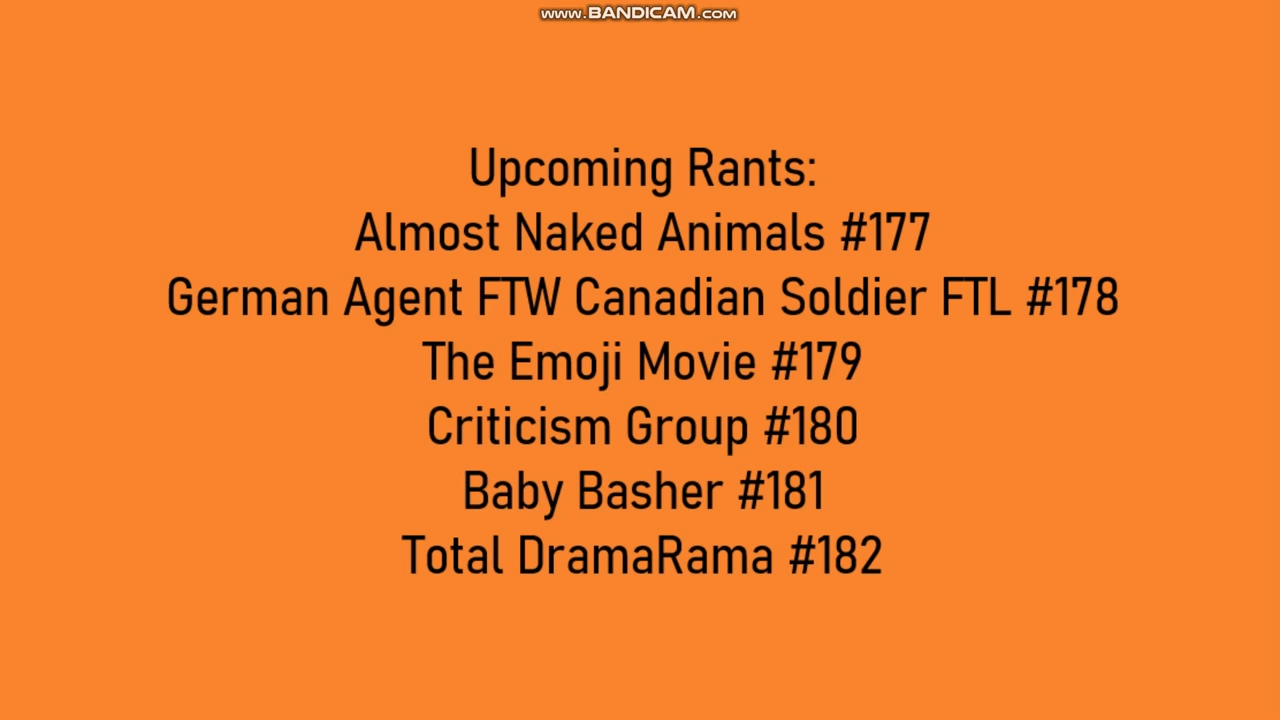 www.BANDICAM.com
Upcoming Rants:
Almost Naked Animals #177
German Agent FTW Canadian Soldier FTL #178
The Emoji Movie #179
Criticism Group #180
Baby Basher #181
Total DramaRama #182